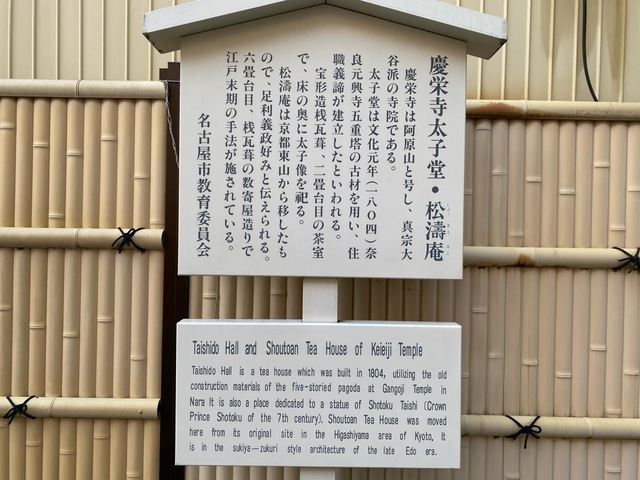 慶栄寺太子堂・松濤庵
しょう とう あん
慶栄寺は阿原山と号し、真宗大
谷派の寺院である。
太子堂は文化元年(一八〇四)奈
良元興寺五重塔の古材を用い、住
職義諦が建立したといわれる。
宝形造桟瓦葺、二畳台目の茶室
で、床の奥に太子像を祀る。
松濤庵は京都東山から移したも
ので、足利義政好みと伝えられる。
六畳台目、桟瓦葺の数寄屋造りで
江戸末期の手法が施されている。
名古屋市教育委員会
Taishido Hall and Shoutoan Tea House of Keieiji Temple
Taishido Hall is a tea house which was built in 1804, utilizing the old
construction materials of the five-storied pagoda at Gangoji Temple in
Nara It is also a place dedicated to a statue of Shotoku Taishi (Crown
Prince Shotoku of the 7th century). Shoutoan Tea House was moved
here from its original site in the Higashiyama area of Kyoto. It
is in the sukiya—zukuri style architecture of the late Edo era.